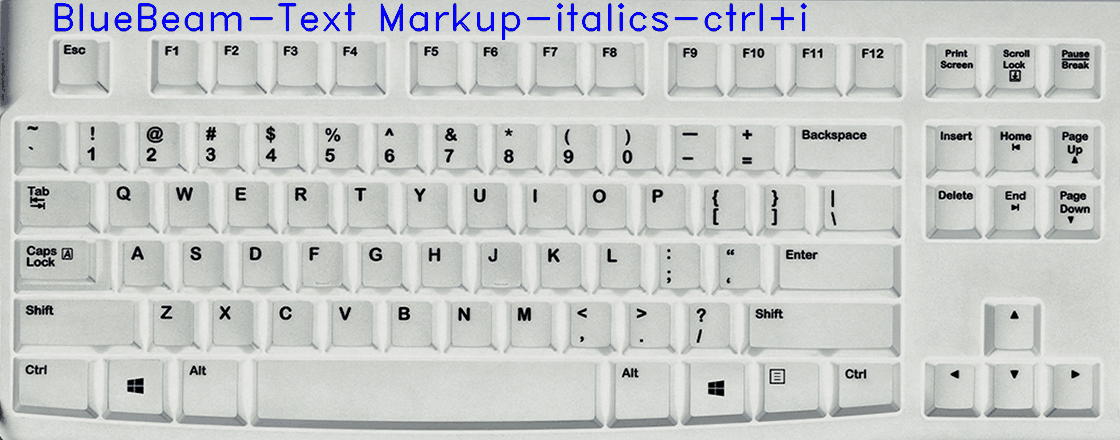 BlueBeam-Text Markup-italics-ctrl+i
Esc F1 F2 F3 F4 F5 F6 F7 F8 F9 F10 F11 F12 Print Screen Scroll Lock Pause Break
~ ! @ # $ % ^ & * ( ) — + Backspace Insert Home Page Up
` 1 2 3 4 5 6 7 8 9 0 - =
Tab Q W E R T Y U I O P { } | Delete End Page Down
[ ] \
Caps Lock A A S D F G H J K L : “ Enter
; ‘
Shift Z X C V B N M < > ? Shift
, . /
Ctrl Alt Alt Ctrl